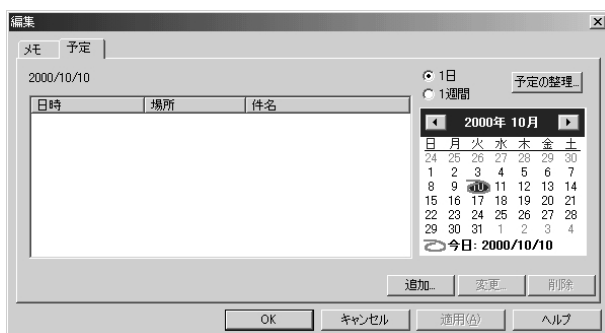 編集
メモ 予定
2000/10/10
1日
1週間
予定の整理...
日時 場所 件名
2000年 10月
日 月 火 水 木 金 土
24 25 26 27 28 29 30
1 2 3 4 5 6 7
8 9 10 11 12 13 14
15 16 17 18 19 20 21
22 23 24 25 26 27 28
29 30 31 1 2 3 4
今日: 2000/10/10
追加... 変更... 削除
OK キャンセル 適用(A) ヘルプ